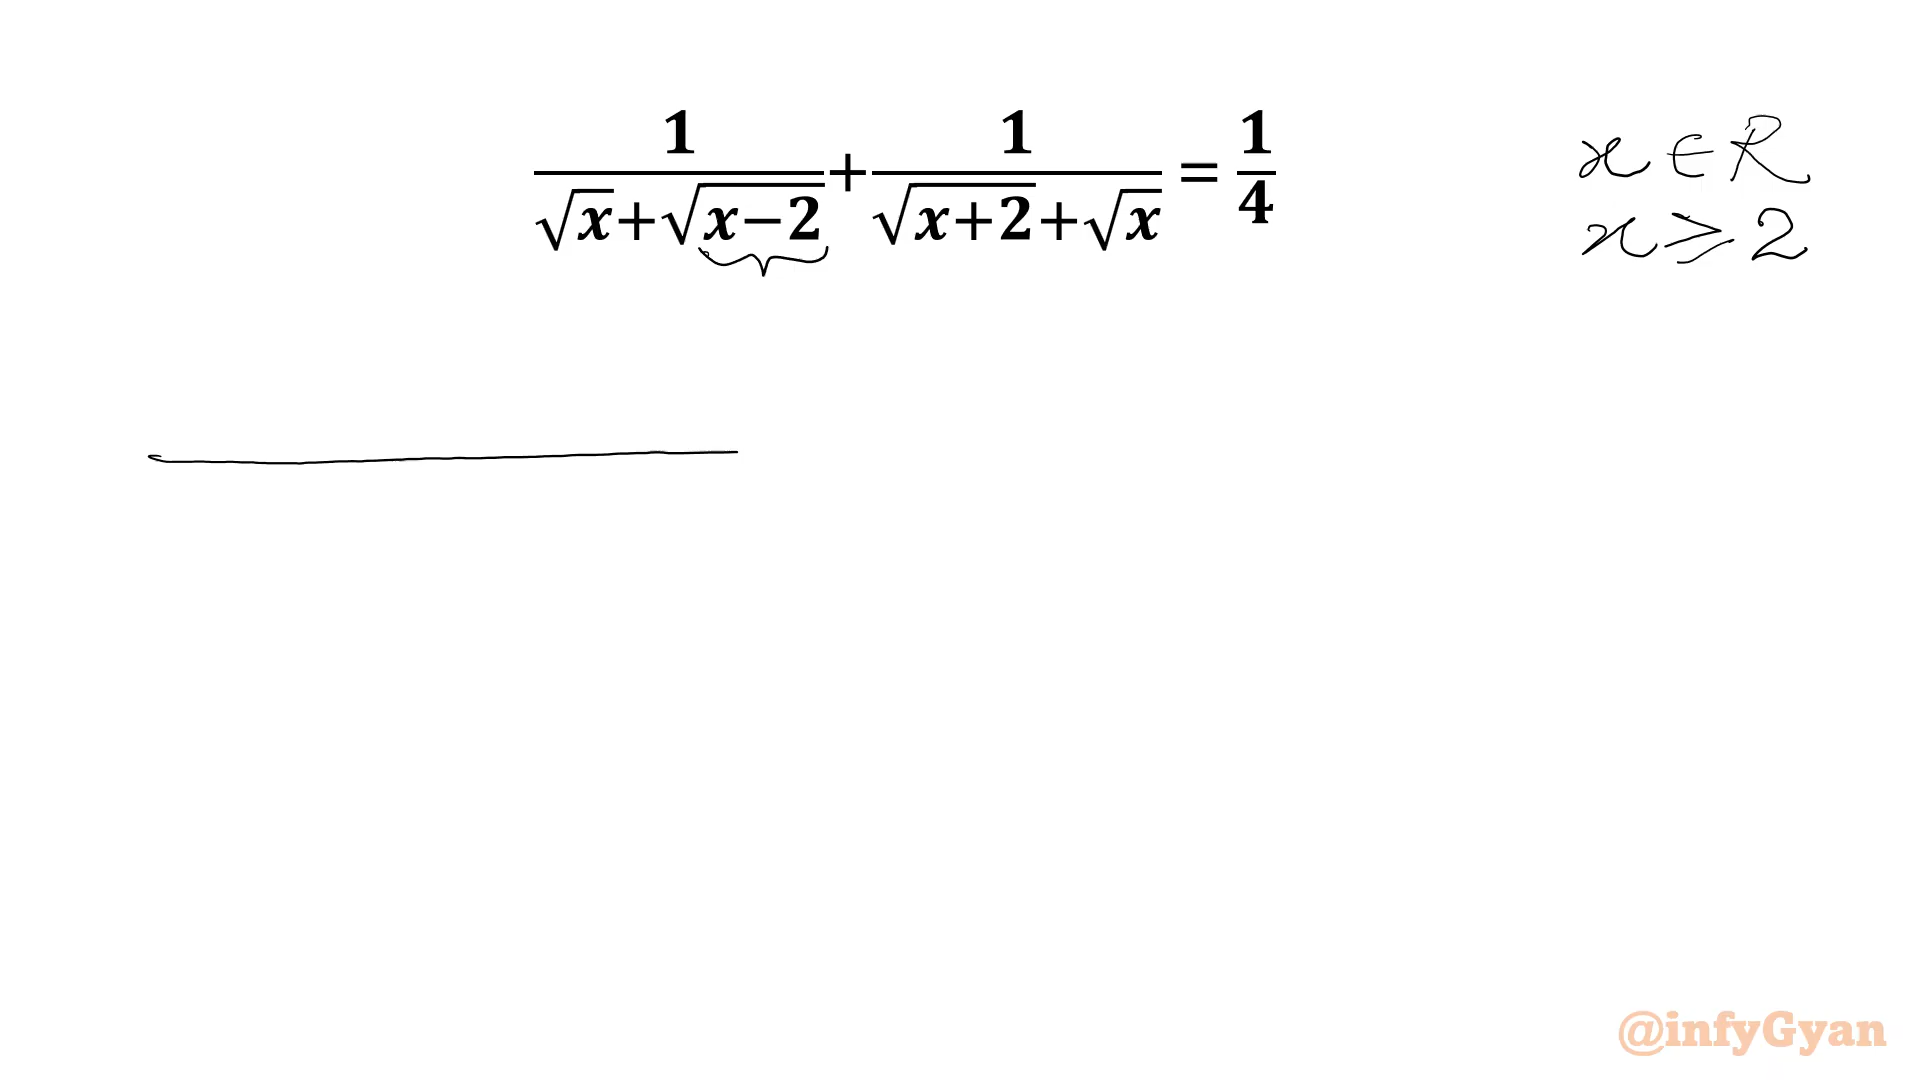 1/(√x+√(x−2)) + 1/(√(x+2)+√x) = 1/4
x ∈ R
x ⩾ 2
@infyGyan